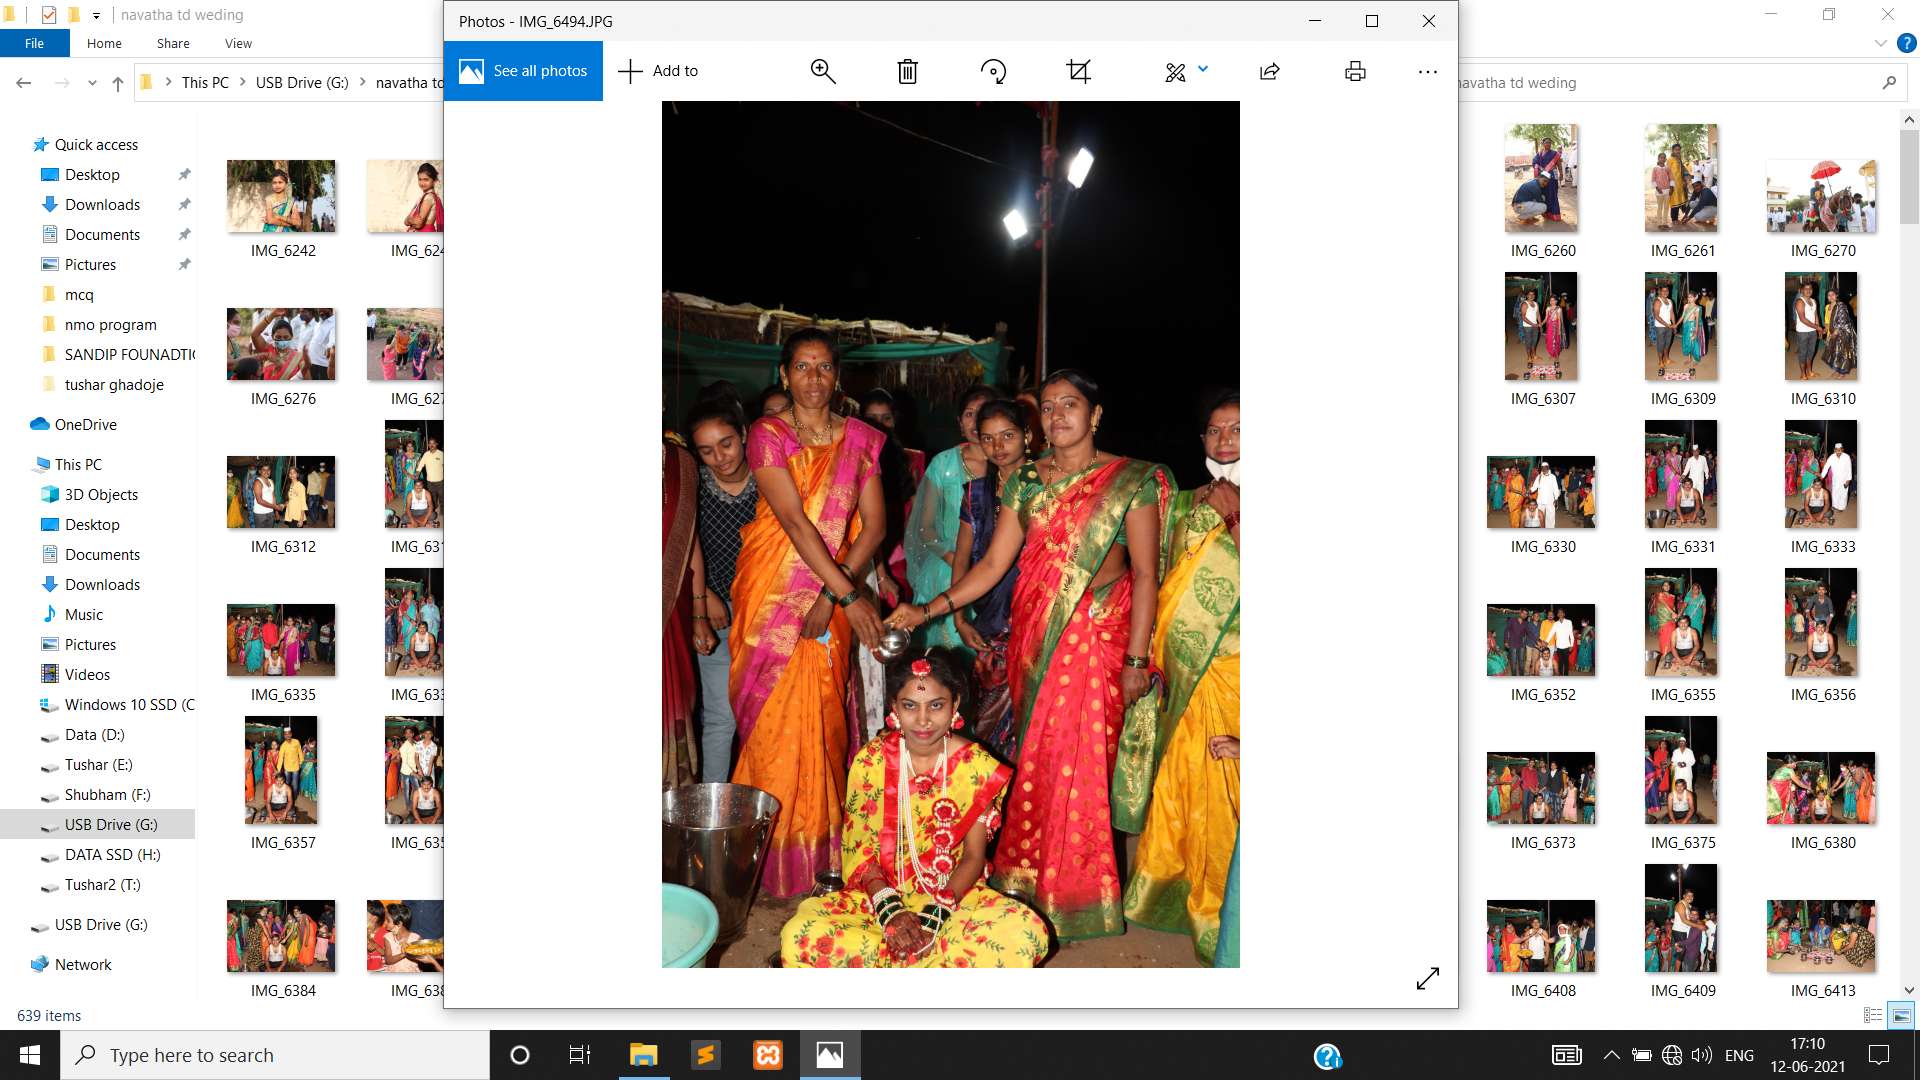 navatha td weding
File
Home
Share
View
This PC
USB Drive (G:)
navatha td
Photos - IMG_6494.JPG
See all photos
Add to
navatha td weding
Quick access
Desktop
Downloads
Documents
Pictures
mcq
nmo program
SANDIP FOUNADTI
tushar ghadoje
OneDrive
This PC
3D Objects
Desktop
Documents
Downloads
Music
Pictures
Videos
Windows 10 SSD (C
Data (D:)
Tushar (E:)
Shubham (F:)
USB Drive (G:)
DATA SSD (H:)
Tushar2 (T:)
USB Drive (G:)
Network
IMG_6242
IMG_624
IMG_6260
IMG_6261
IMG_6270
IMG_6276
IMG_627
IMG_6307
IMG_6309
IMG_6310
IMG_6312
IMG_631
IMG_6330
IMG_6331
IMG_6333
IMG_6335
IMG_633
IMG_6352
IMG_6355
IMG_6356
IMG_6357
IMG_635
IMG_6373
IMG_6375
IMG_6380
IMG_6384
IMG_638
IMG_6408
IMG_6409
IMG_6413
639 items
Type here to search
ENG
17:10
12-06-2021